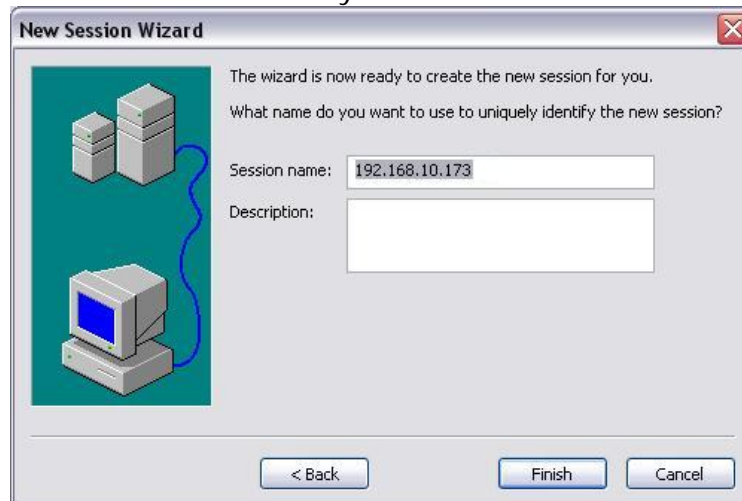 New Session Wizard
The wizard is now ready to create the new session for you.
What name do you want to use to uniquely identify the new session?
Session name: 192.168.10.173
Description:
< Back Finish Cancel